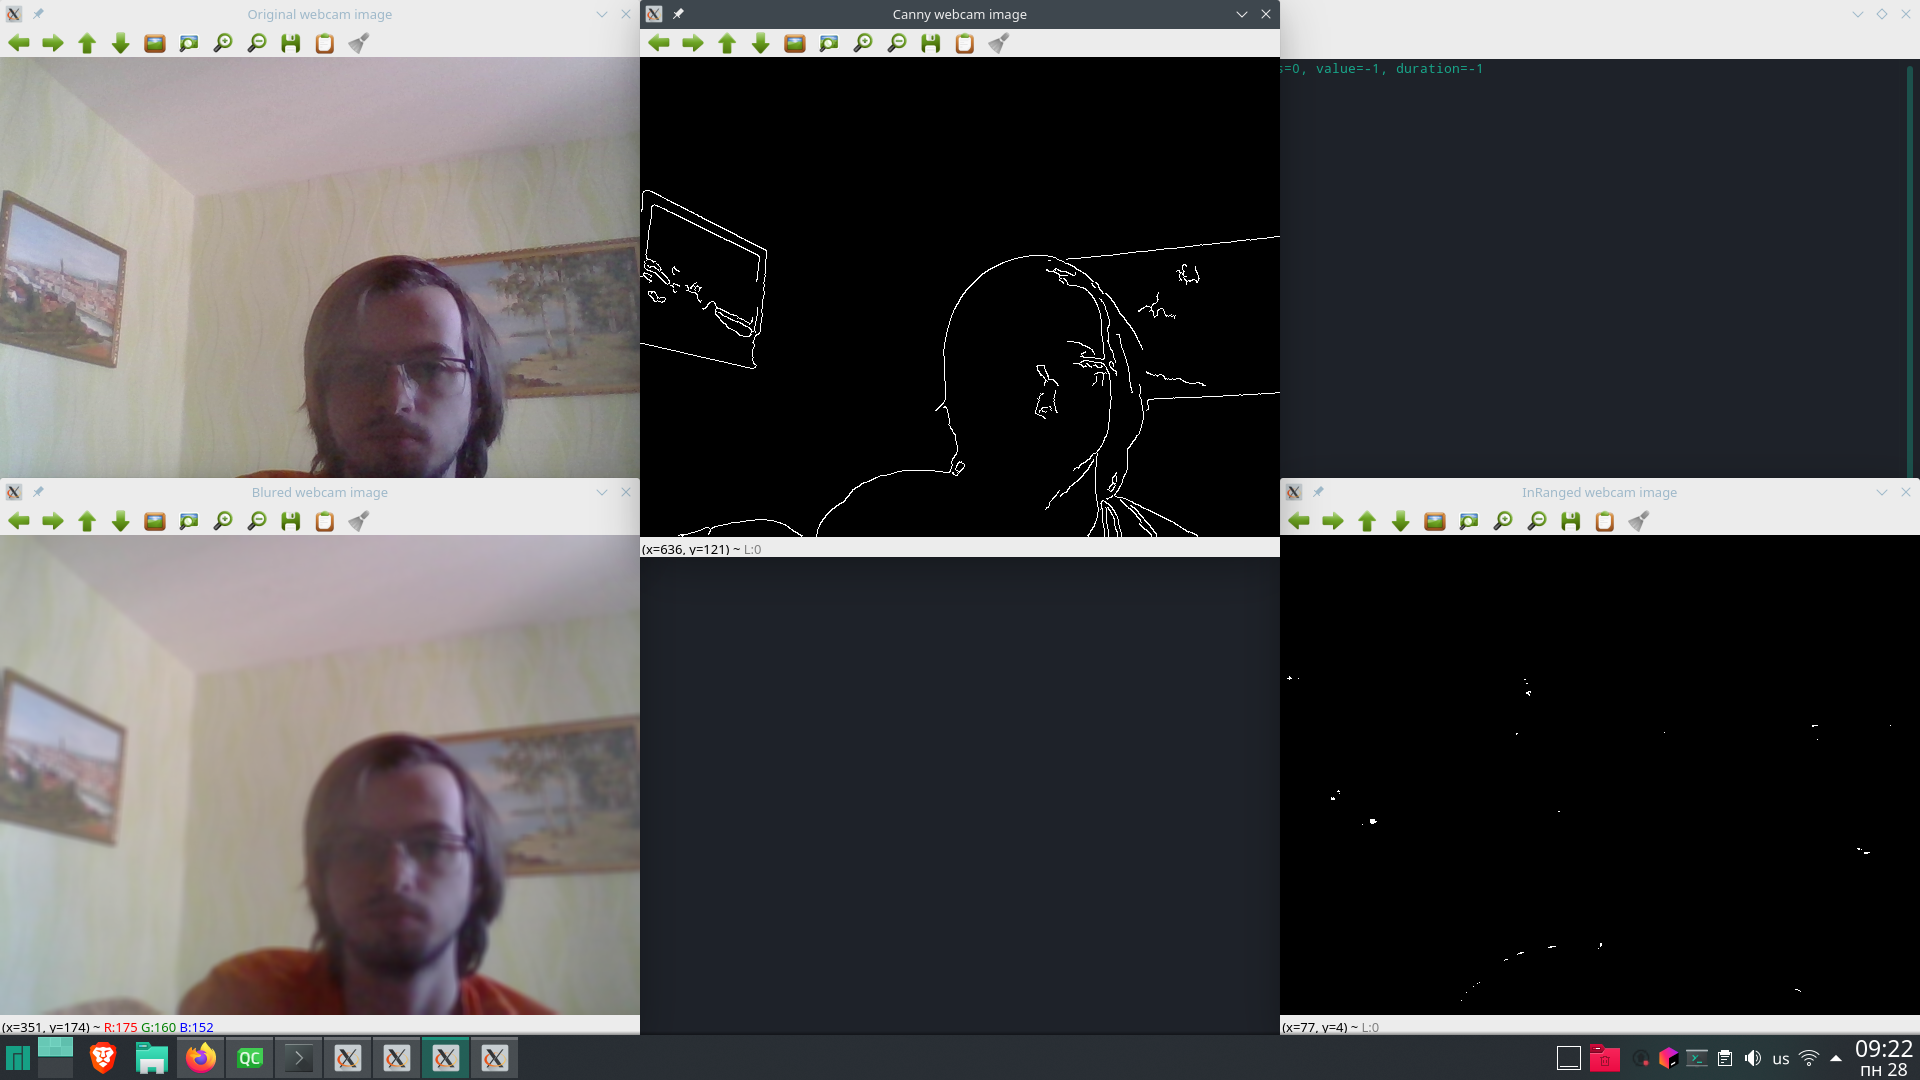 Original webcam image
Canny webcam image
s=0, value=-1, duration=-1
Blured webcam image
InRanged webcam image
(x=636, y=121) ~ L:0
(x=351, y=174) ~ R:175 G:160 B:152
(x=77, y=4) ~ L:0
QC
us
09:22
пн 28